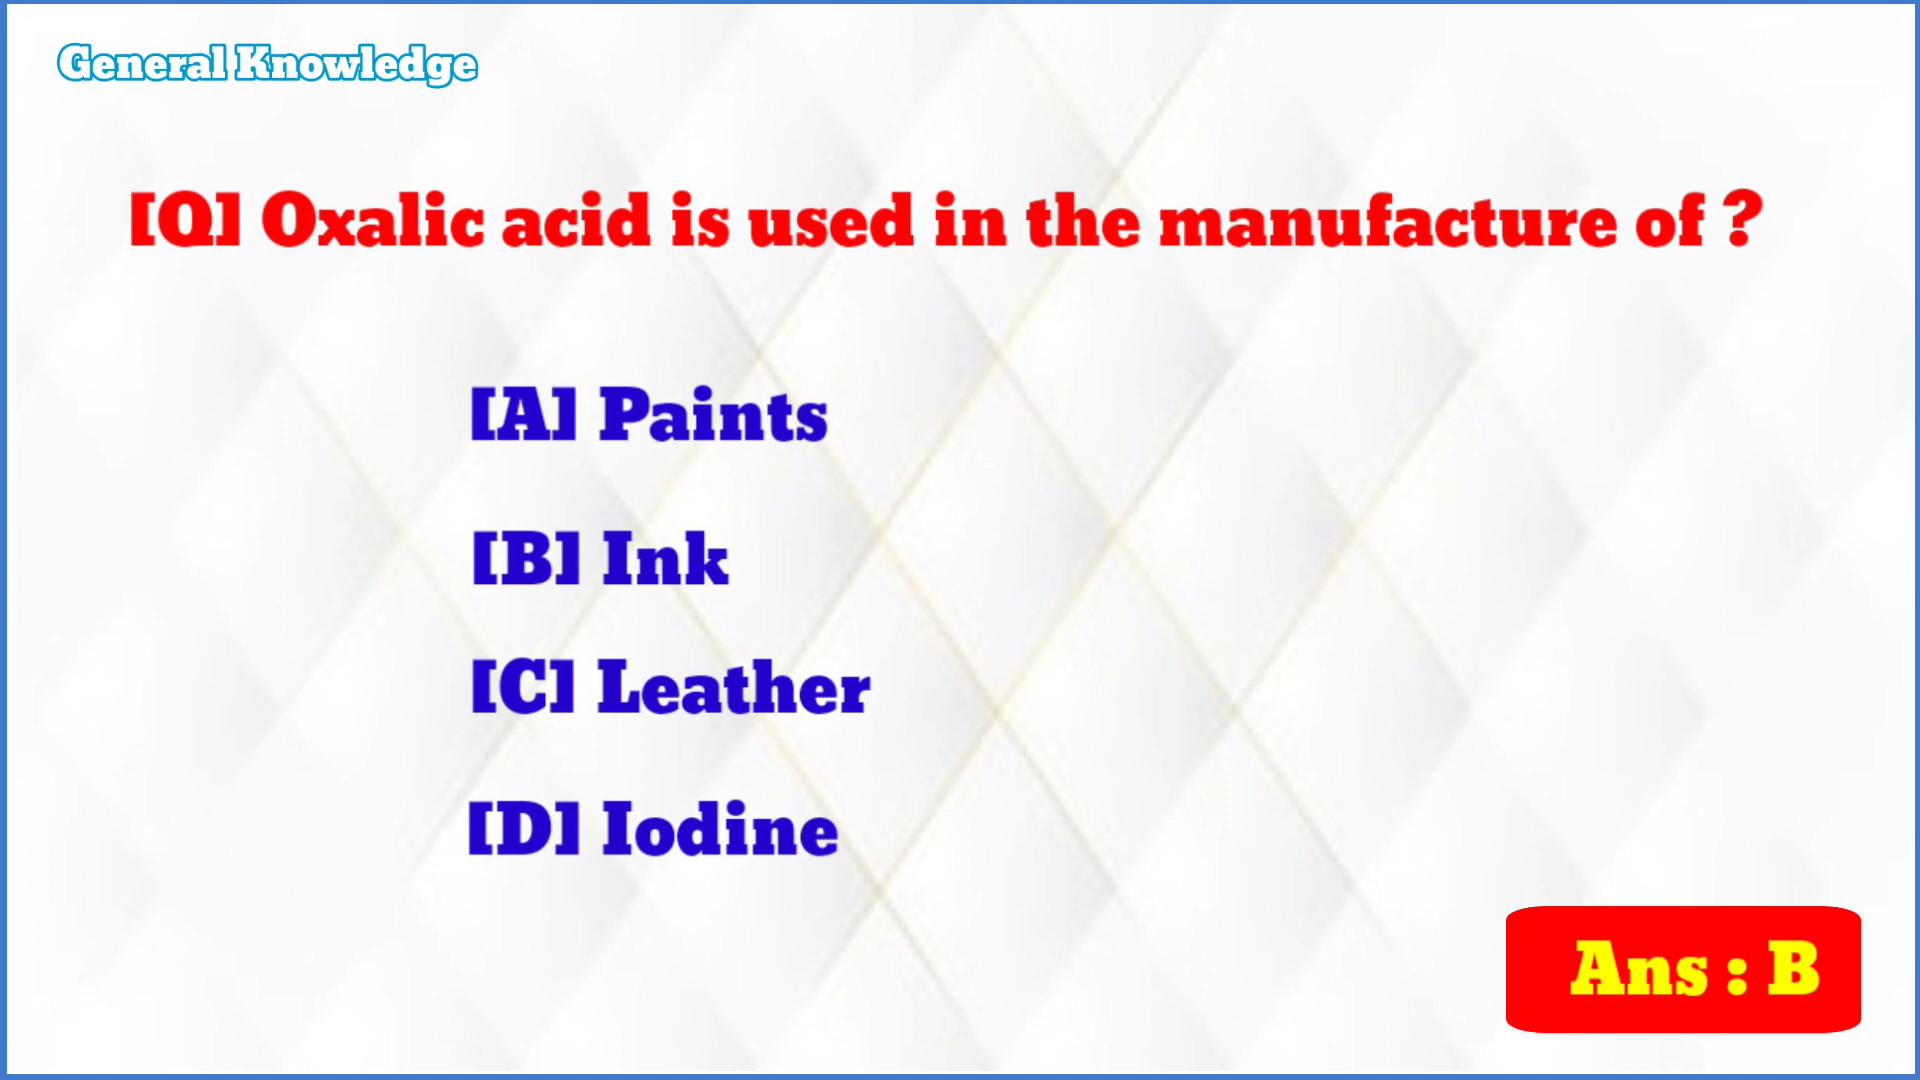 General Knowledge
[Q] Oxalic acid is used in the manufacture of ?
[A] Paints
[B] Ink
[C] Leather
[D] Iodine
Ans : B